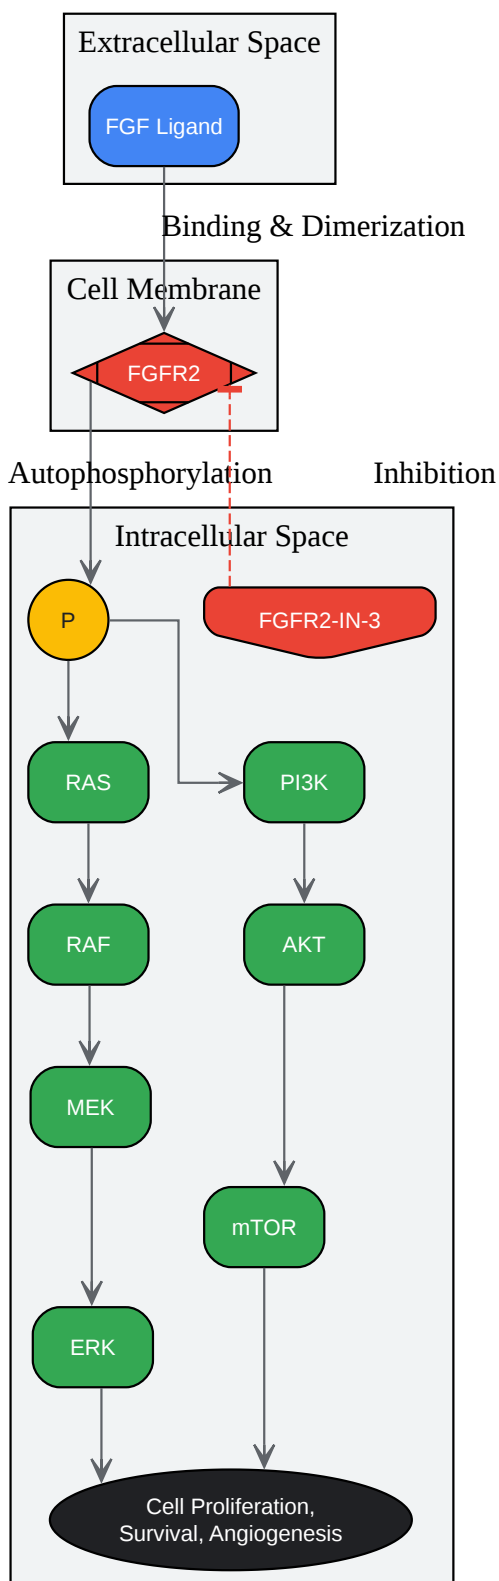 Extracellular Space
FGF Ligand
Binding & Dimerization
Cell Membrane
FGFR2
Autophosphorylation
Inhibition
Intracellular Space
P
FGFR2-IN-3
RAS
PI3K
RAF
AKT
MEK
mTOR
ERK
Cell Proliferation,
Survival, Angiogenesis